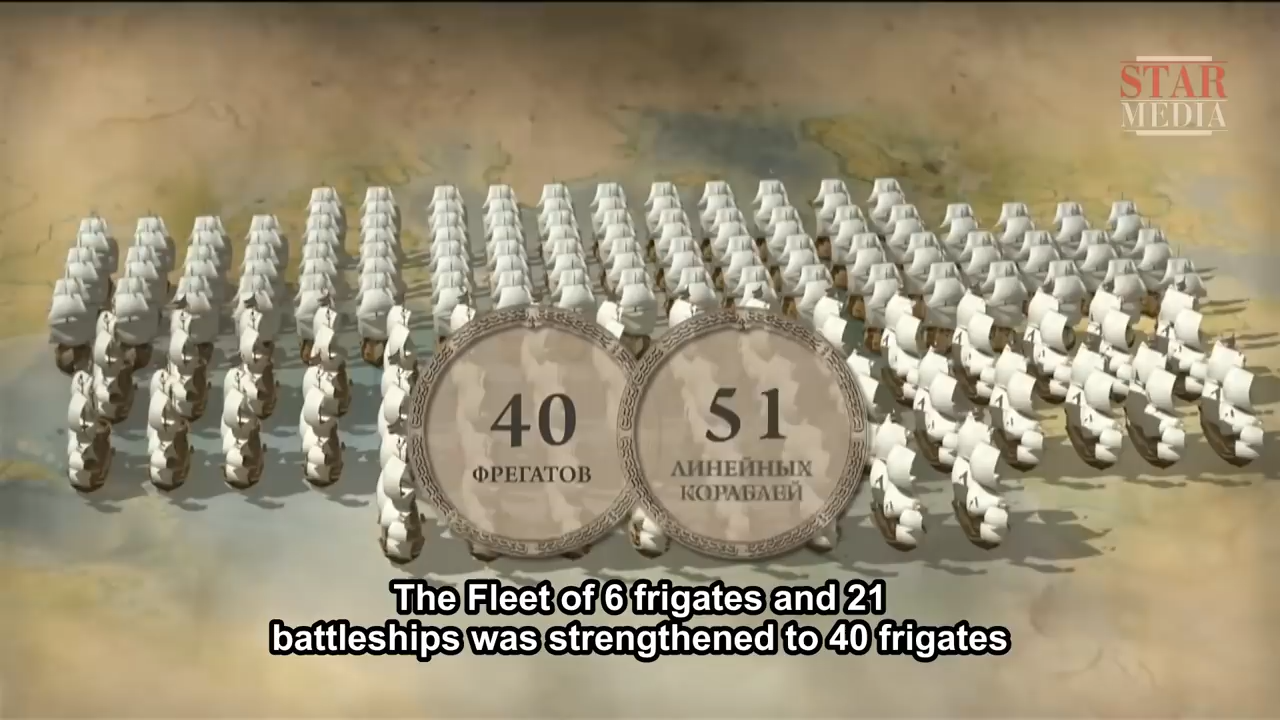 STAR
MEDIA
40
ФРЕГАТОВ
51
ЛИНЕЙНЫХ
КОРАБЛЕЙ
The Fleet of 6 frigates and 21
battleships was strengthened to 40 frigates